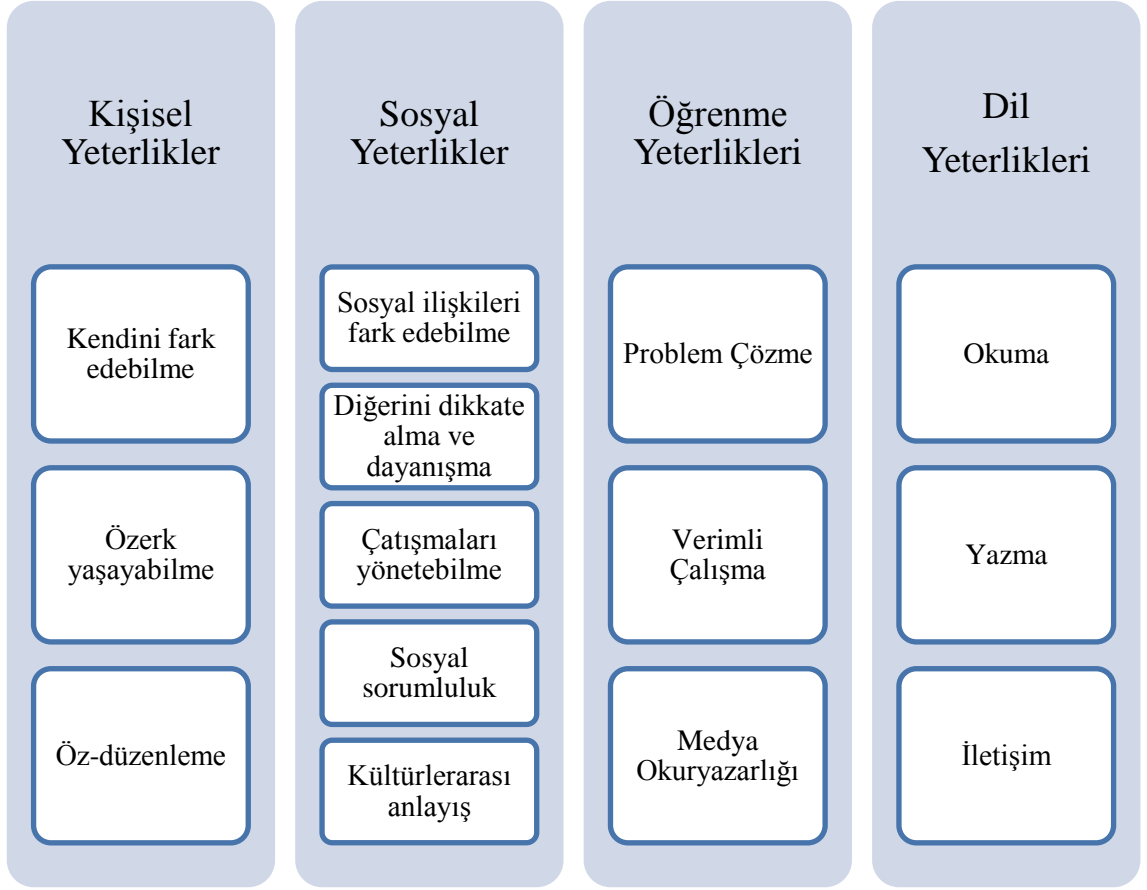 Kişisel
Yeterlikler
Kendini fark
edebilme
Özerk
yaşayabilme
Öz-düzenleme
Sosyal
Yeterlikler
Sosyal ilişkileri
fark edebilme
Diğerini dikkate
alma ve
dayanışma
Çatışmaları
yönetebilme
Sosyal
sorumluluk
Kültürlerarası
anlayış
Öğrenme
Yeterlikleri
Problem Çözme
Verimli
Çalışma
Medya
Okuryazarlığı
Dil
Yeterlikleri
Okuma
Yazma
İletişim